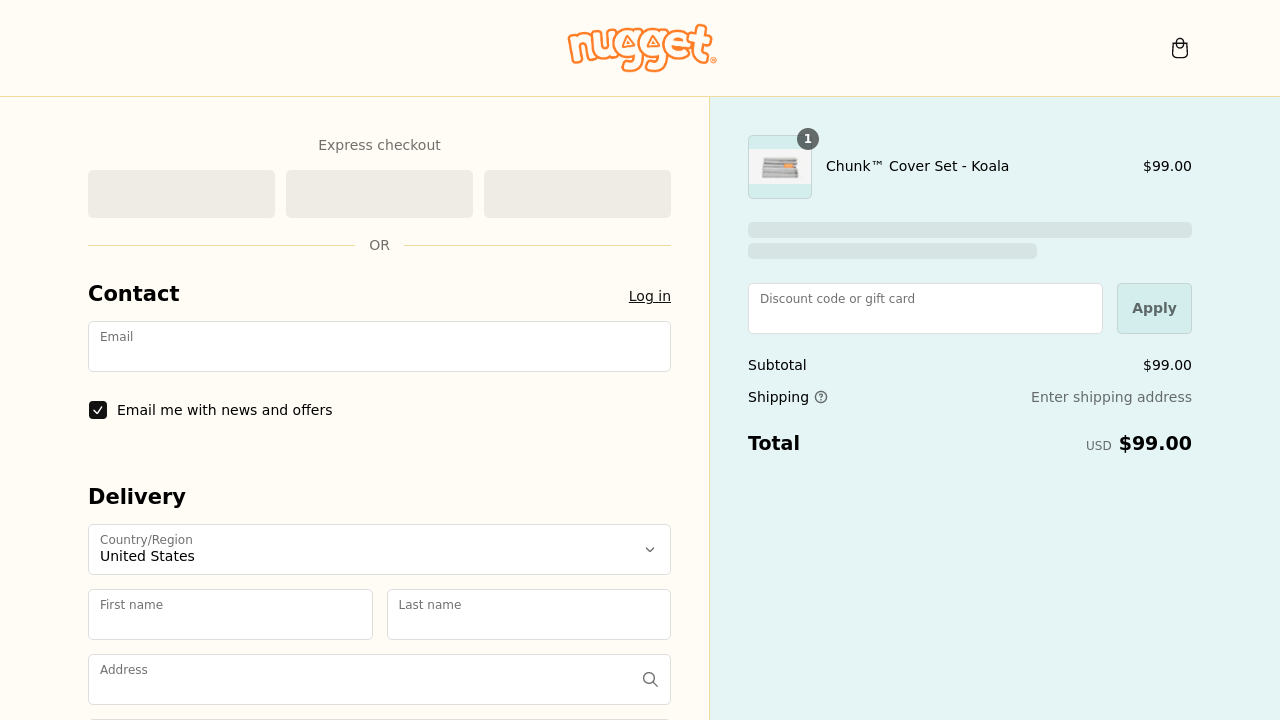 nugget®
Express checkout
OR
Contact
Log in
Email
Email me with news and offers
Delivery
Country/Region
United States
First name
Last name
Address
1
Chunk™ Cover Set - Koala
$99.00
Discount code or gift card
Apply
Subtotal
$99.00
Shipping
Enter shipping address
Total
USD $99.00